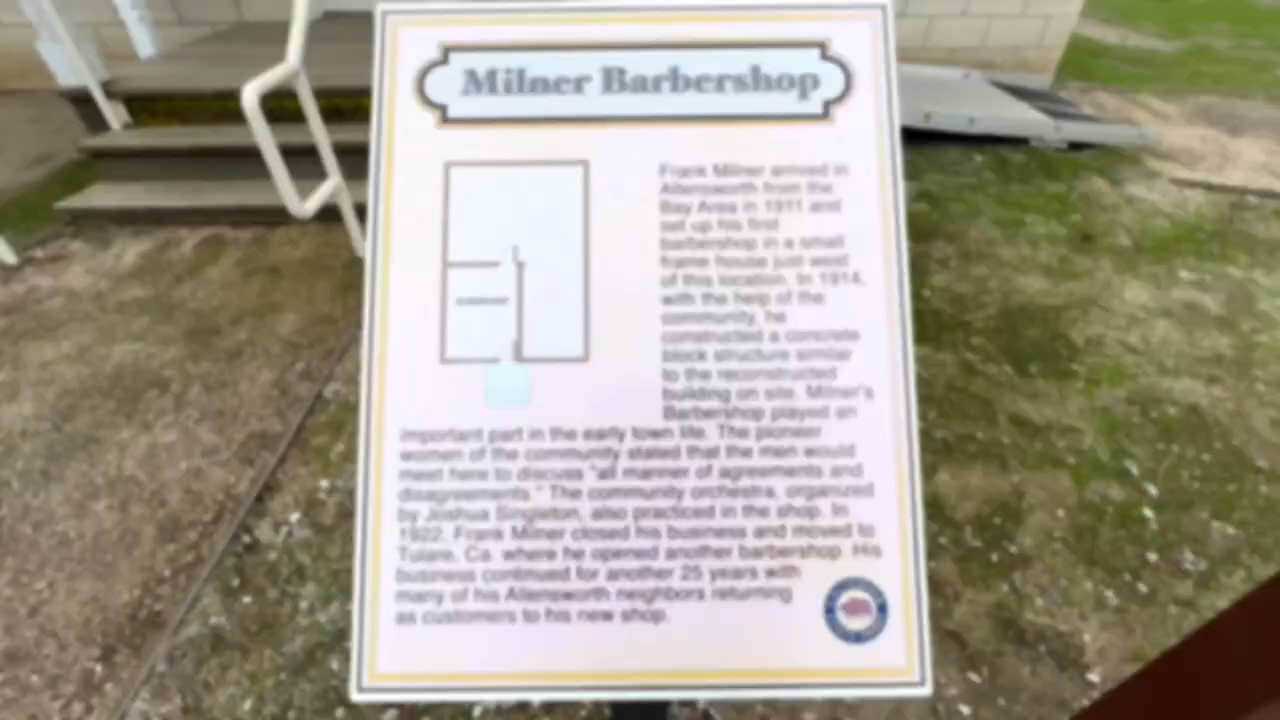 Milner Barbershop
Frank Milner arrived in
Allensworth from the
Bay Area in 1911 and
set up his first
barbershop in a small
frame house just west
of this location. In 1914,
with the help of the
community, he
constructed a concrete
block structure similar
to the reconstructed
building on site. Milner's
Barbershop played an
important part in the early town life. The pioneer
women of the community stated that the men would
meet here to discuss "all manner of agreements and
disagreements." The community orchestra, organized
by Joshua Singleton, also practiced in the shop. In
1922, Frank Milner closed his business and moved to
Tulare, Ca. where he opened another barbershop. His
business continued for another 25 years with
many of his Allensworth neighbors returning
as customers to his new shop.